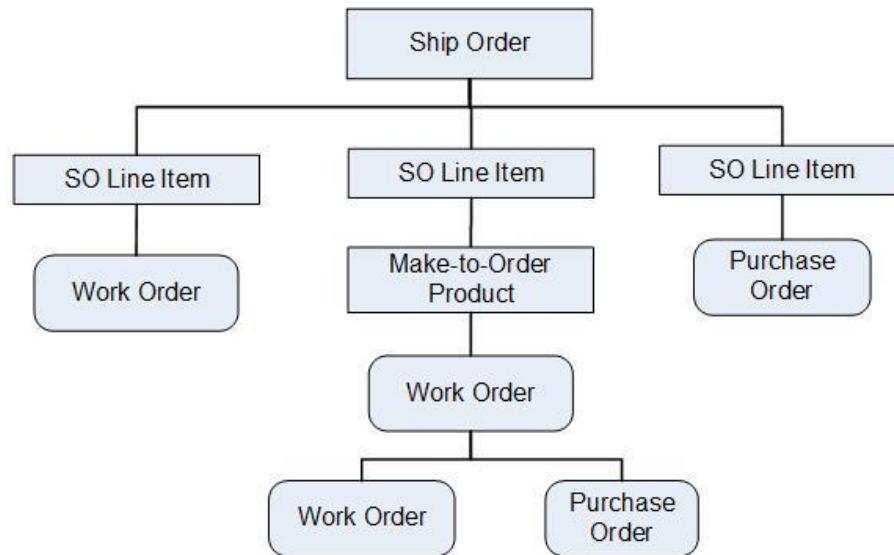 Ship Order
SO Line Item
SO Line Item
SO Line Item
Work Order
Make-to-Order
Product
Purchase
Order
Work Order
Work Order
Purchase
Order